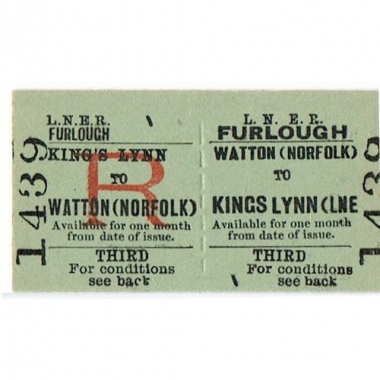 1439
L.N.E.R.
FURLOUGH
KING'S LYNN
TO
R
WATTON (NORFOLK)
Available for one month
from date of issue.
THIRD
For conditions
see back
L. N. E. R.
FURLOUGH
WATTON (NORFOLK)
TO
KINGS LYNN (LNE
Available for one month
from date of issue.
THIRD
For conditions
see back
1439